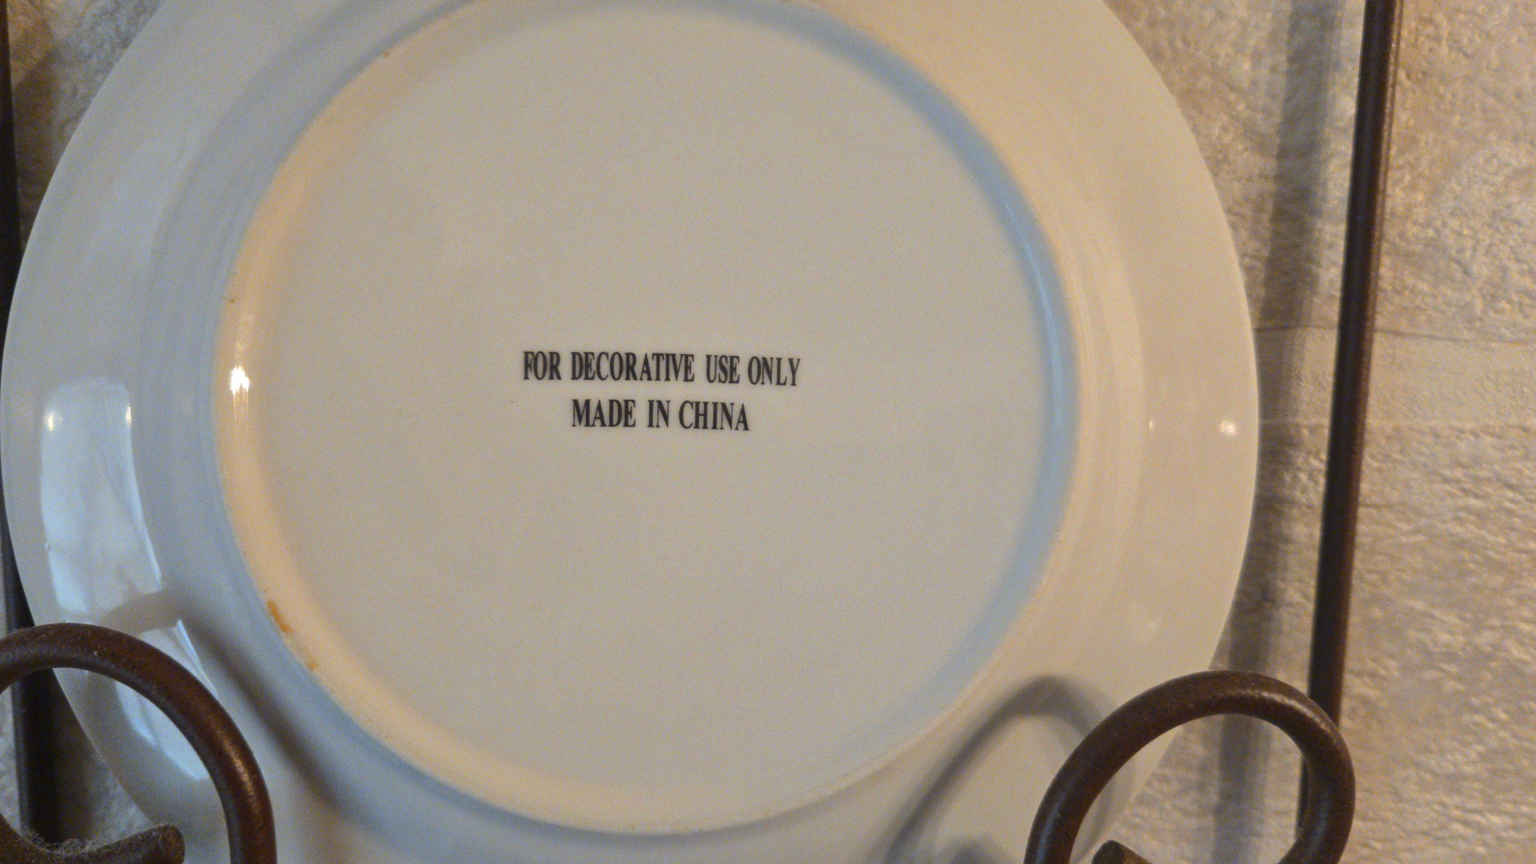 FOR DECORATIVE USE ONLY
MADE IN CHINA